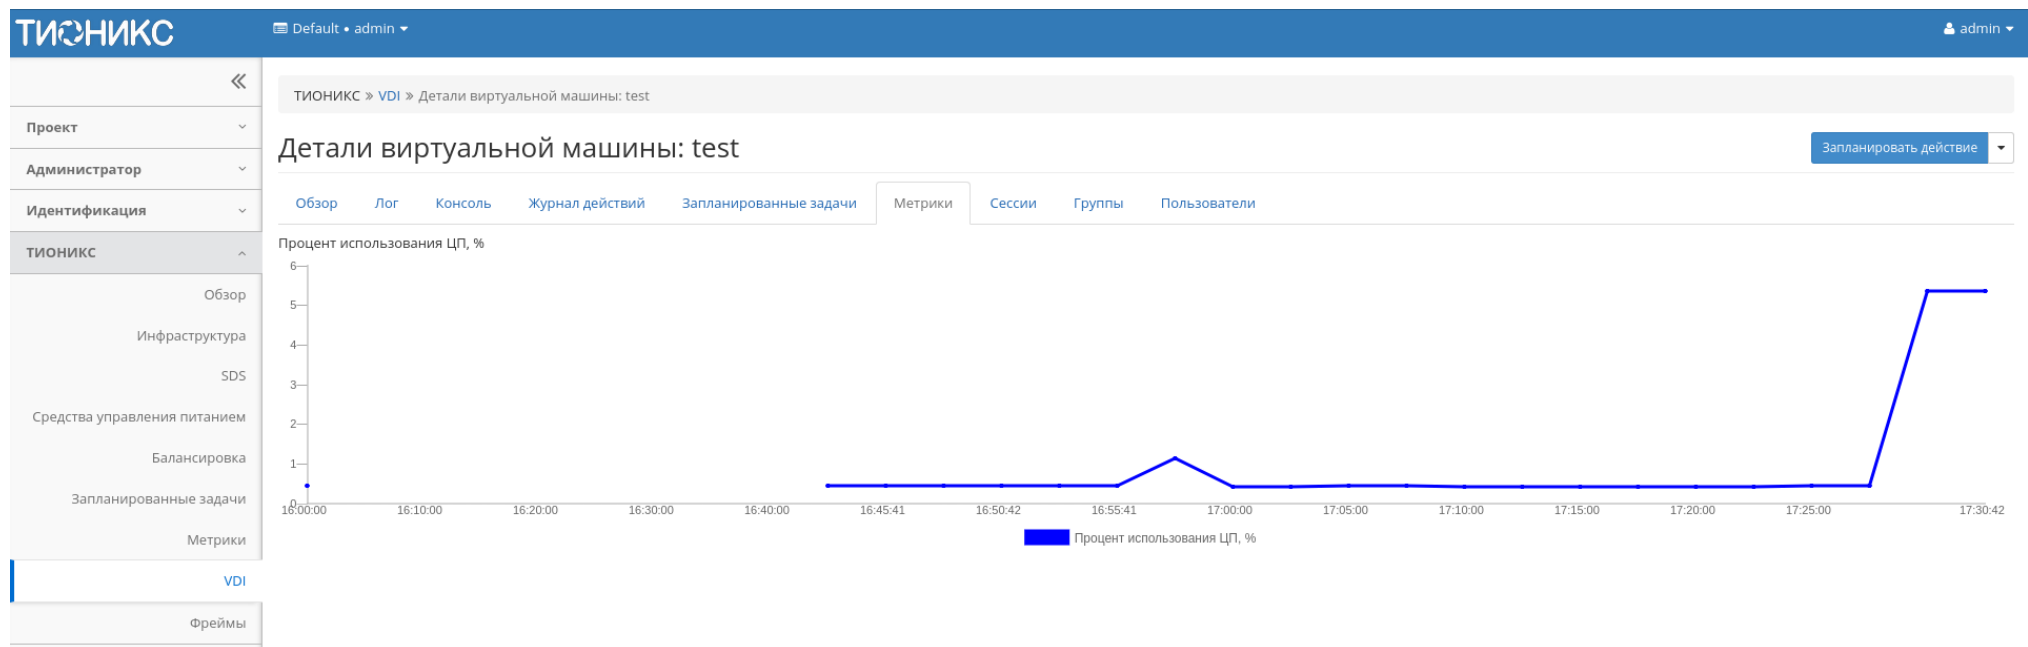 ТИОНИКС
Default • admin
admin
Проект
Администратор
Идентификация
ТИОНИКС
Обзор
Инфраструктура
SDS
Средства управления питанием
Балансировка
Запланированные задачи
Метрики
VDI
Фреймы
ТИОНИКС » VDI » Детали виртуальной машины: test
Детали виртуальной машины: test
Запланировать действие
Обзор Лог Консоль Журнал действий Запланированные задачи Метрики Сессии Группы Пользователи
Процент использования ЦП, %
6
5
4
3
2
1
0
16:00:00 16:10:00 16:20:00 16:30:00 16:40:00 16:45:41 16:50:42 16:55:41 17:00:00 17:05:00 17:10:00 17:15:00 17:20:00 17:25:00 17:30:42
Процент использования ЦП, %